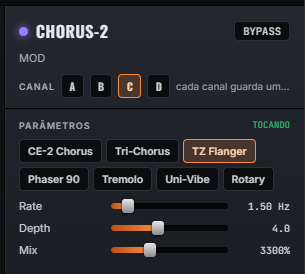 CHORUS-2 BYPASS
MOD
CANAL A B C D cada canal guarda um...
PARÂMETROS TOCANDO
CE-2 Chorus Tri-Chorus TZ Flanger
Phaser 90 Tremolo Uni-Vibe Rotary
Rate 1.50 Hz
Depth 4.0
Mix 3300%